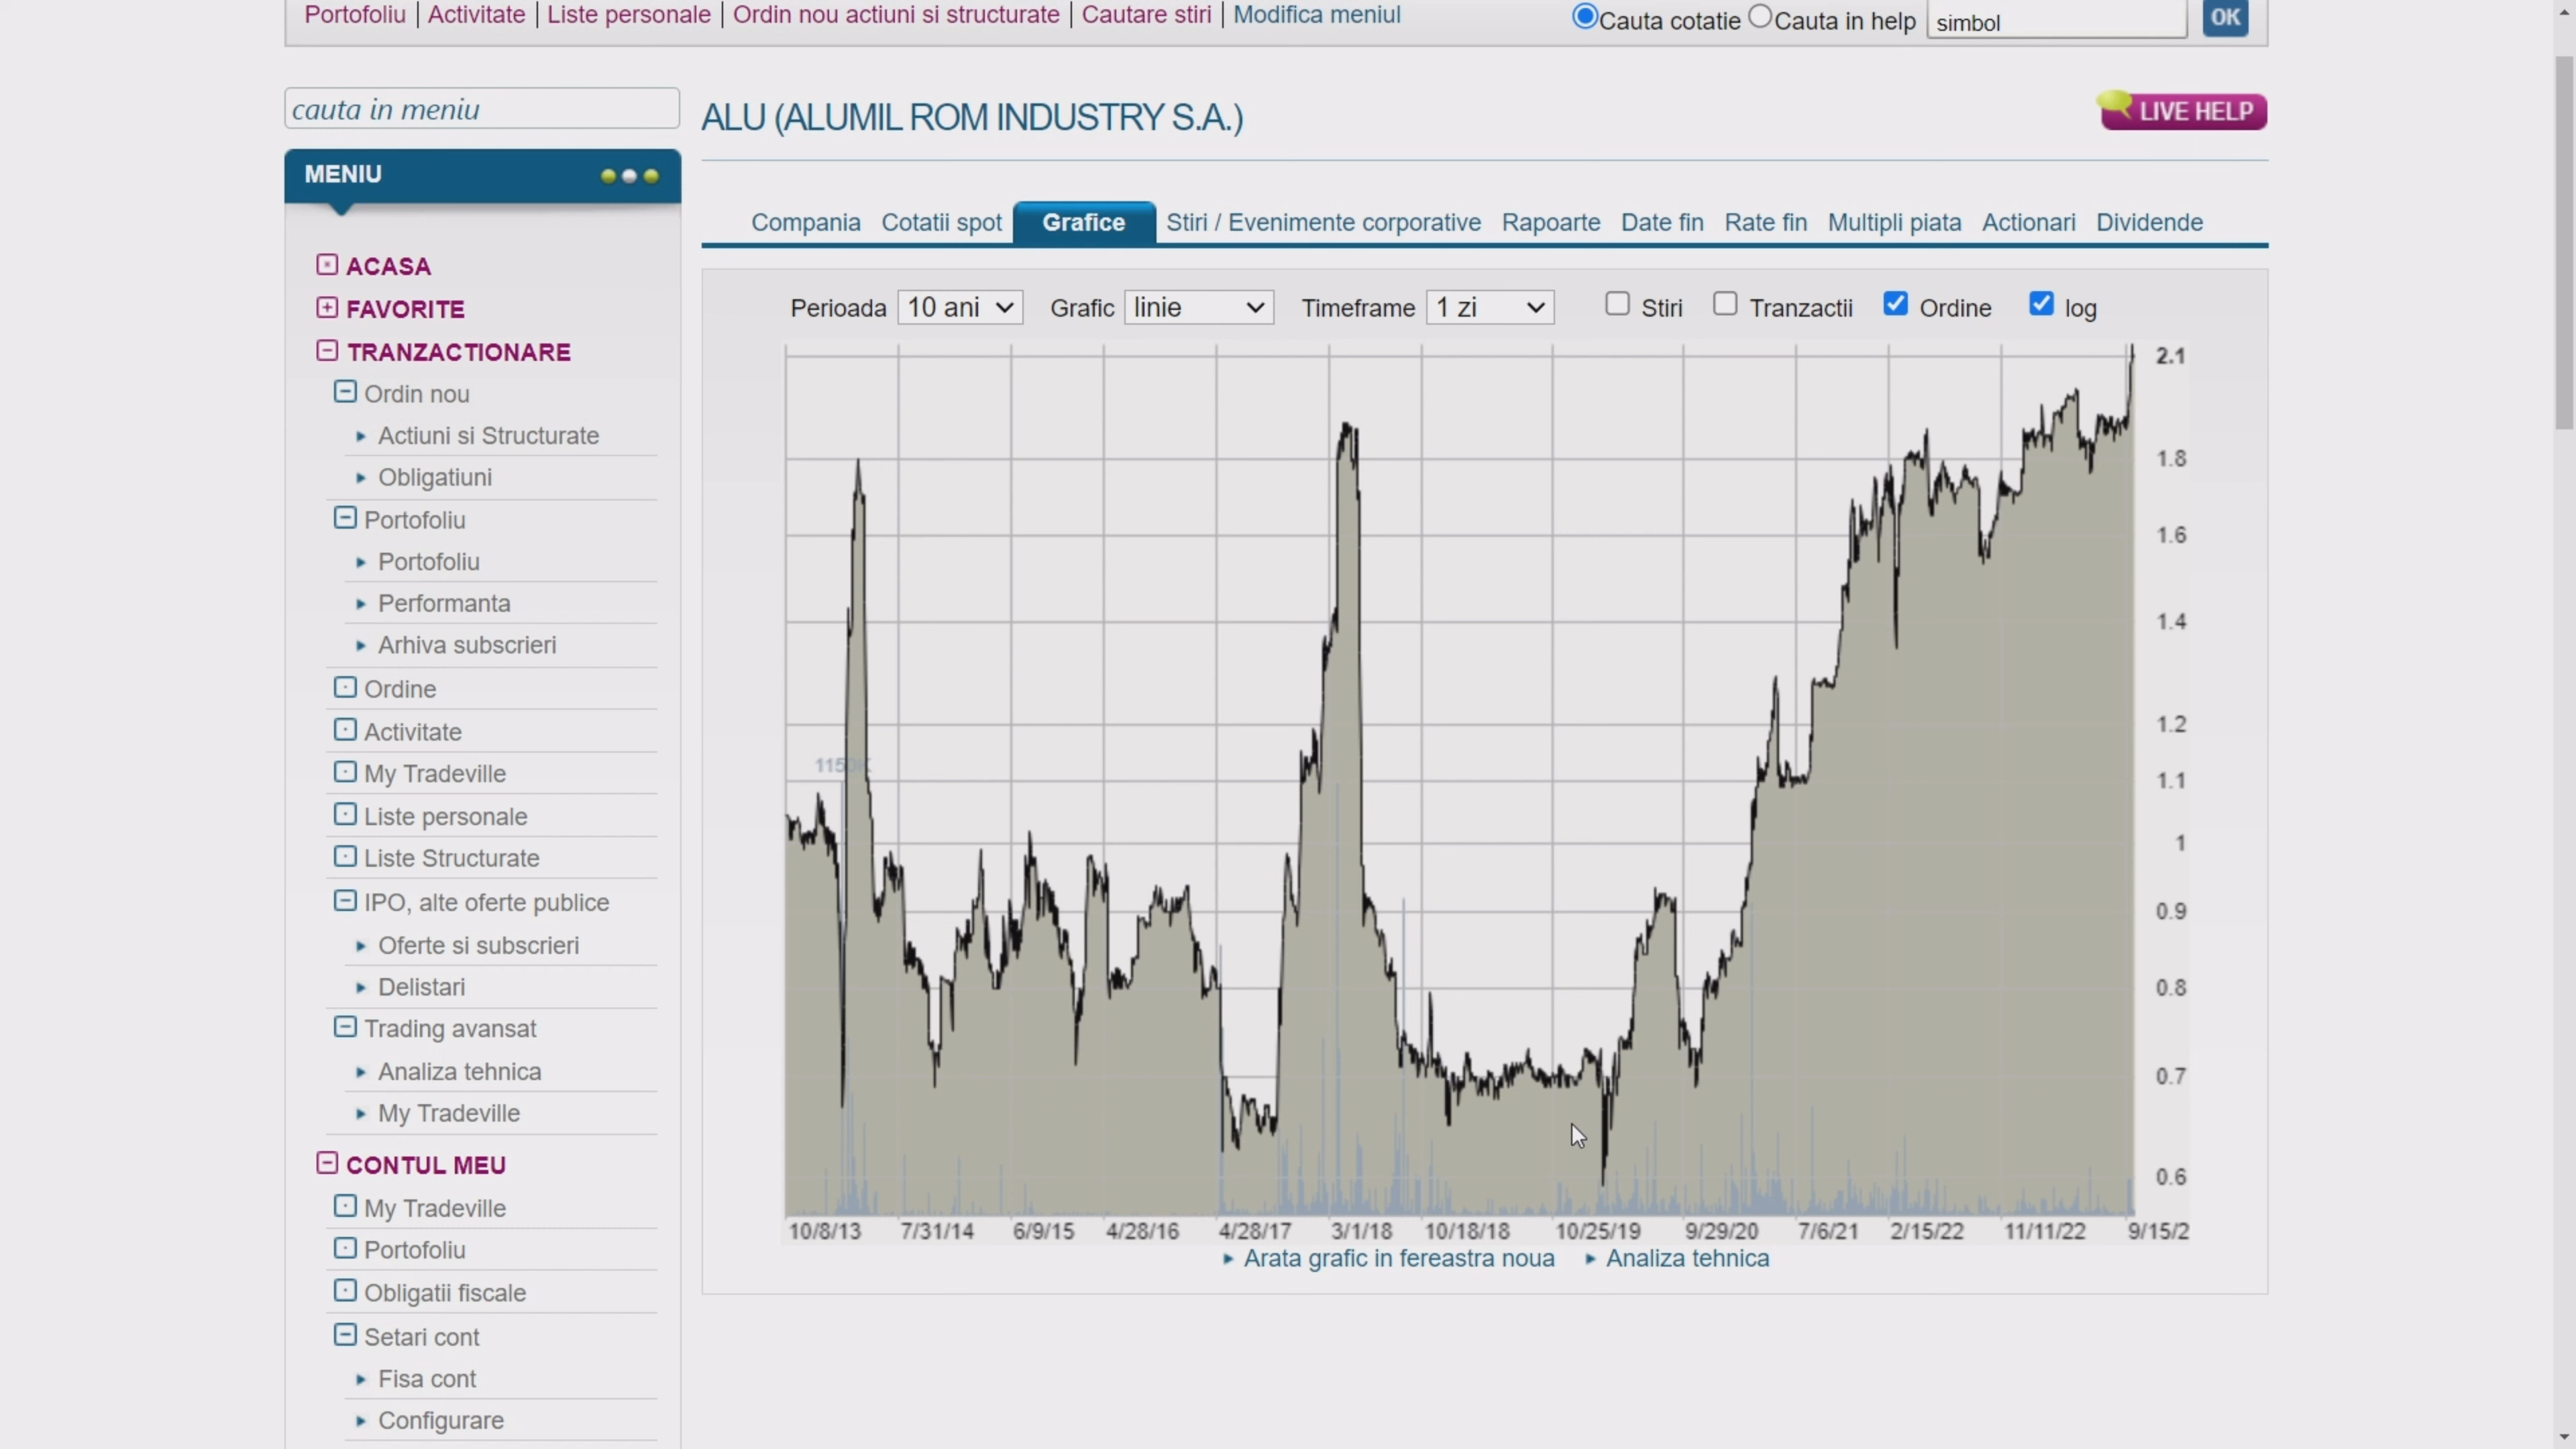 Portofoliu | Activitate | Liste personale | Ordin nou actiuni si structurate | Cautare stiri | Modifica meniul
Cauta cotatie Cauta in help simbol OK
cauta in meniu
ALU (ALUMIL ROM INDUSTRY S.A.)
LIVE HELP
MENIU
Compania Cotatii spot Grafice Stiri / Evenimente corporative Rapoarte Date fin Rate fin Multipli piata Actionari Dividende
Perioada 10 ani Grafic linie Timeframe 1 zi Stiri Tranzactii Ordine log
ACASA
FAVORITE
TRANZACTIONARE
Ordin nou
Actiuni si Structurate
Obligatiuni
Portofoliu
Portofoliu
Performanta
Arhiva subscrieri
Ordine
Activitate
My Tradeville
Liste personale
Liste Structurate
IPO, alte oferte publice
Oferte si subscrieri
Delistari
Trading avansat
Analiza tehnica
My Tradeville
CONTUL MEU
My Tradeville
Portofoliu
Obligatii fiscale
Setari cont
Fisa cont
Configurare
2.1
1.8
1.6
1.4
1.2
1.1
1
0.9
0.8
0.7
0.6
10/8/13 7/31/14 6/9/15 4/28/16 4/28/17 3/1/18 10/18/18 10/25/19 9/29/20 7/6/21 2/15/22 11/11/22 9/15/2
Arata grafic in fereastra noua Analiza tehnica